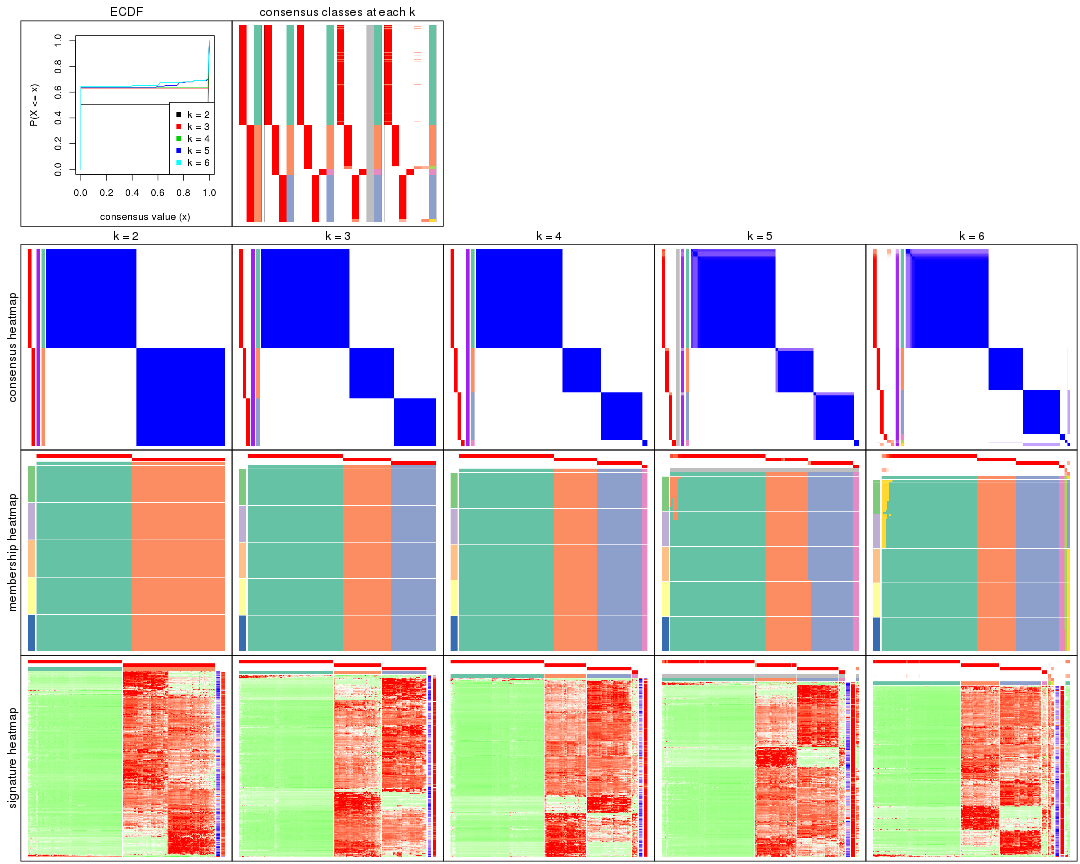 ECDF
consensus classes at each k
P(X <= x)
1.0
0.8
0.6
0.4
0.2
0.0
k = 2
k = 3
k = 4
k = 5
k = 6
0.0 0.2 0.4 0.6 0.8 1.0
consensus value (x)
k = 2
k = 3
k = 4
k = 5
k = 6
consensus heatmap
membership heatmap
signature heatmap